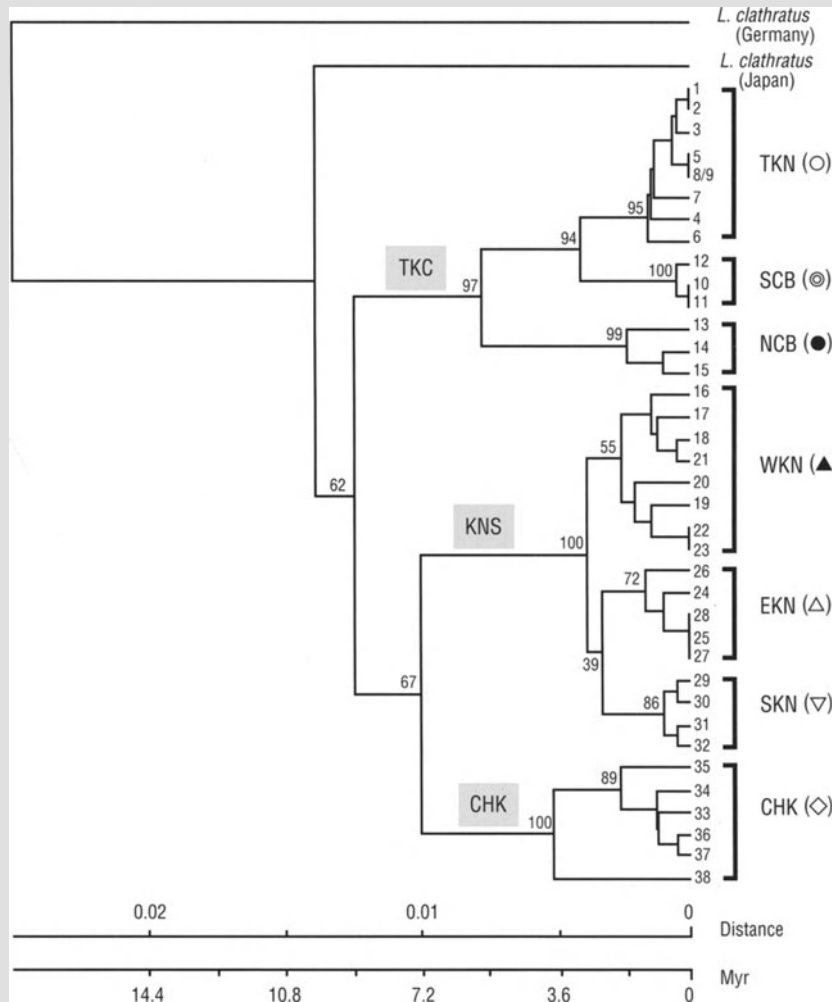 L. clathratus
(Germany)
L. clathratus
(Japan)
1
2
3
5
8/9
7
4
6
TKN (○)
95
94
TKC
97
12
100
10
11
SCB (◎)
13
99
14
15
NCB (●)
16
17
55
18
21
20
19
22
23
WKN (▲
62
KNS
100
26
72
24
28
25
27
EKN (△)
39
67
29
86
30
31
32
SKN (▽)
35
89
34
33
36
37
38
CHK (◇)
CHK
100
0.02 0.01 0
Distance
Myr
14.4 10.8 7.2 3.6 0